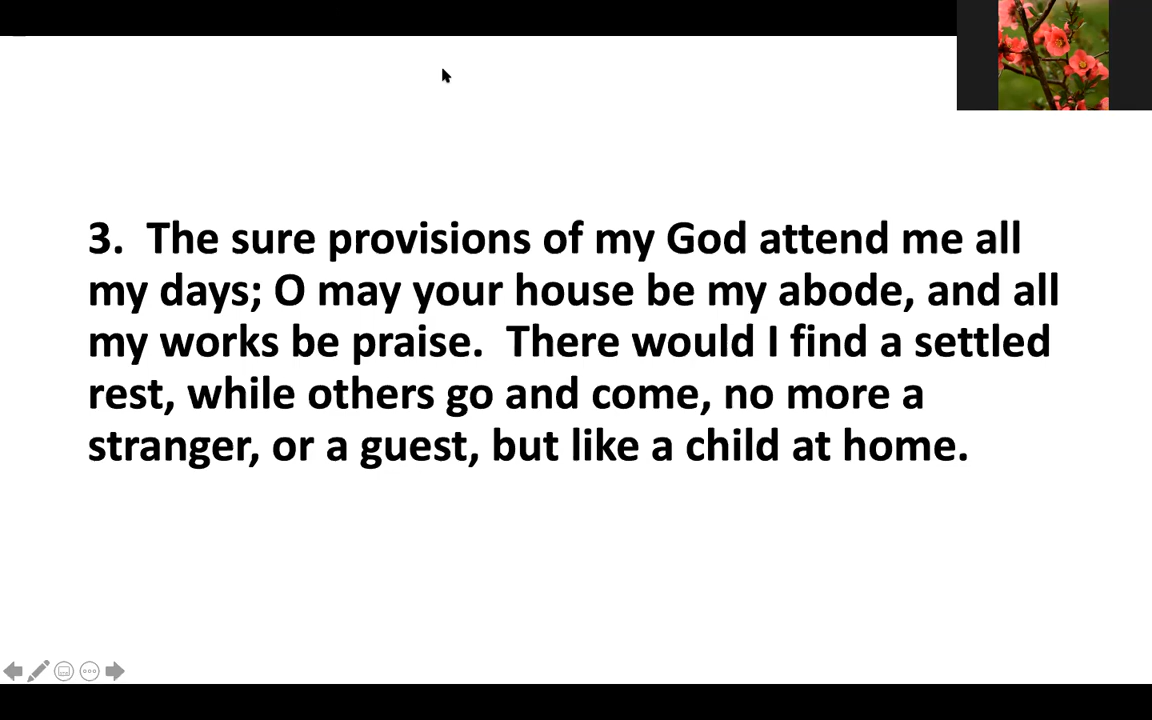 3.  The sure provisions of my God attend me all
my days; O may your house be my abode, and all
my works be praise.  There would I find a settled
rest, while others go and come, no more a
stranger, or a guest, but like a child at home.